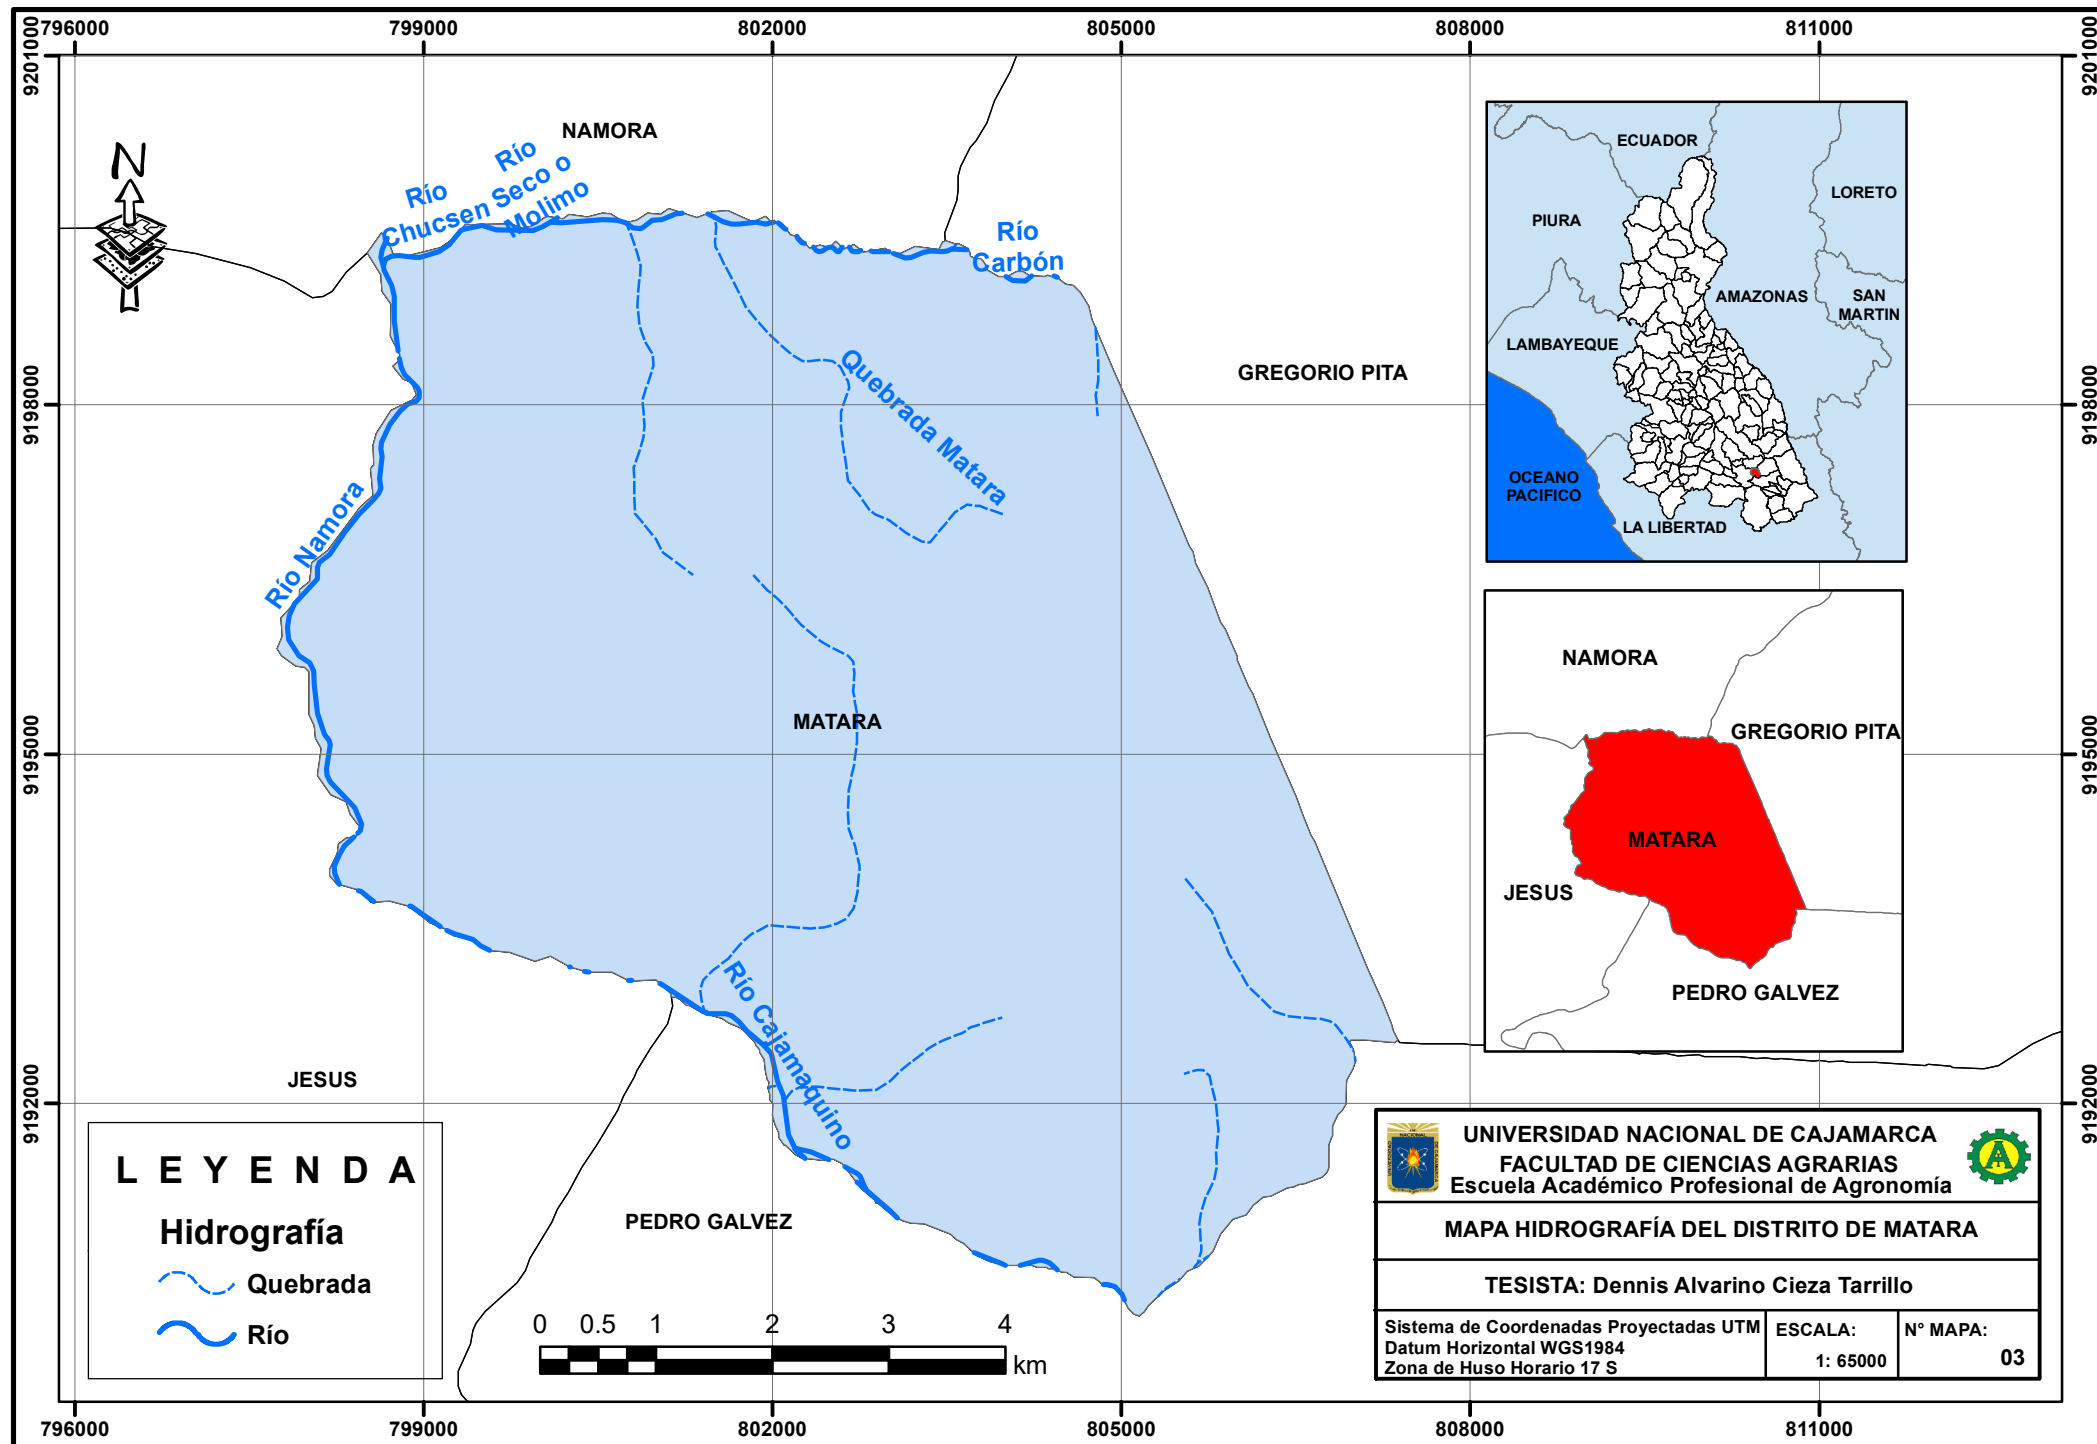 796000
799000
802000
805000
808000
811000
9201000
9201000
N
NAMORA
Río
Chucsen
Río
Seco o
Molimo
Río
Carbón
GREGORIO PITA
9198000
9198000
Quebrada Matara
Río Namora
MATARA
9195000
9195000
Río Cajamaquino
JESUS
PEDRO GALVEZ
9192000
9192000
ECUADOR
LORETO
PIURA
AMAZONAS
SAN
MARTIN
LAMBAYEQUE
OCEANO
PACIFICO
LA LIBERTAD
NAMORA
GREGORIO PITA
MATARA
JESUS
PEDRO GALVEZ
L E Y E N D A
Hidrografía
Quebrada
Río
0 0.5 1 2 3 4
km
UNIVERSIDAD NACIONAL DE CAJAMARCA
FACULTAD DE CIENCIAS AGRARIAS
Escuela Académico Profesional de Agronomía
MAPA HIDROGRAFÍA DEL DISTRITO DE MATARA
TESISTA: Dennis Alvarino Cieza Tarrillo
Sistema de Coordenadas Proyectadas UTM
Datum Horizontal WGS1984
Zona de Huso Horario 17 S
ESCALA:
1: 65000
N° MAPA:
03
796000
799000
802000
805000
808000
811000